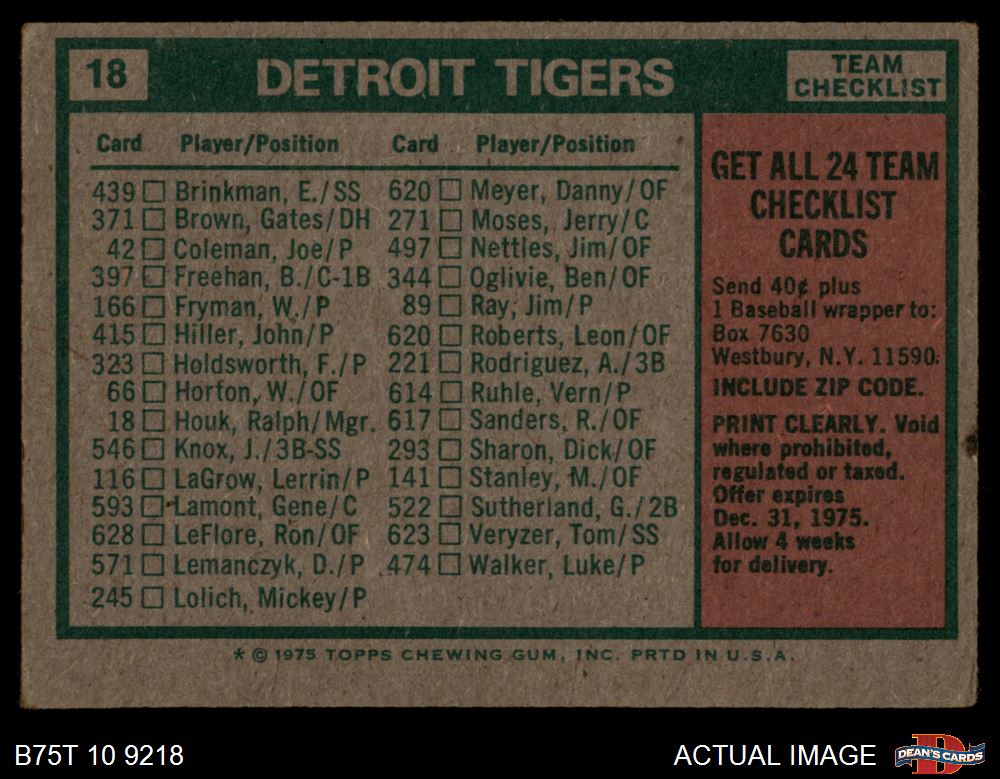 18
DETROIT TIGERS
TEAM
CHECKLIST
Card Player/Position
439 Brinkman, E./SS
371 Brown, Gates/DH
42 Coleman, Joe/P
397 Freehan, B./C-1B
166 Fryman, W./P
415 Hiller, John/P
323 Holdsworth, F./P
66 Horton, W./OF
18 Houk, Ralph/Mgr.
546 Knox, J./3B-SS
116 LaGrow, Lerrin/P
593 Lamont, Gene/C
628 LeFlore, Ron/OF
571 Lemanczyk, D./P
245 Lolich, Mickey/P
Card Player/Position
620 Meyer, Danny/OF
271 Moses, Jerry/C
497 Nettles, Jim/OF
344 Oglivie, Ben/OF
89 Ray, Jim/P
620 Roberts, Leon/OF
221 Rodriguez, A./3B
614 Ruhle, Vern/P
617 Sanders, R./OF
293 Sharon, Dick/OF
141 Stanley, M./OF
522 Sutherland, G./2B
623 Veryzer, Tom/SS
474 Walker, Luke/P
GET ALL 24 TEAM
CHECKLIST
CARDS
Send 40¢ plus
1 Baseball wrapper to:
Box 7630
Westbury, N.Y. 11590.
INCLUDE ZIP CODE.
PRINT CLEARLY. Void
where prohibited,
regulated or taxed.
Offer expires
Dec. 31, 1975.
Allow 4 weeks
for delivery.
* © 1975 TOPPS CHEWING GUM, INC. PRTD IN U.S.A.
B75T 10 9218
ACTUAL IMAGE
DEAN'S CARDS